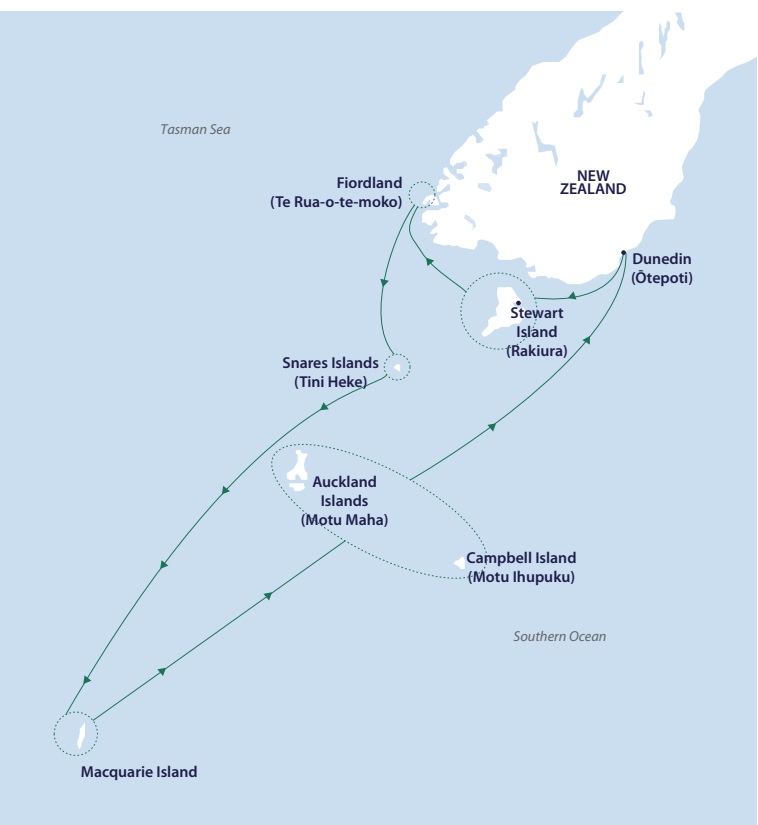 Tasman Sea
Fiordland
(Te Rua-o-te-moko)
NEW
ZEALAND
Dunedin
(Ōtepoti)
Stewart
Island
(Rakiura)
Snares Islands
(Tini Heke)
Auckland
Islands
(Motu Maha)
Campbell Island
(Motu Ihupuku)
Southern Ocean
Macquarie Island